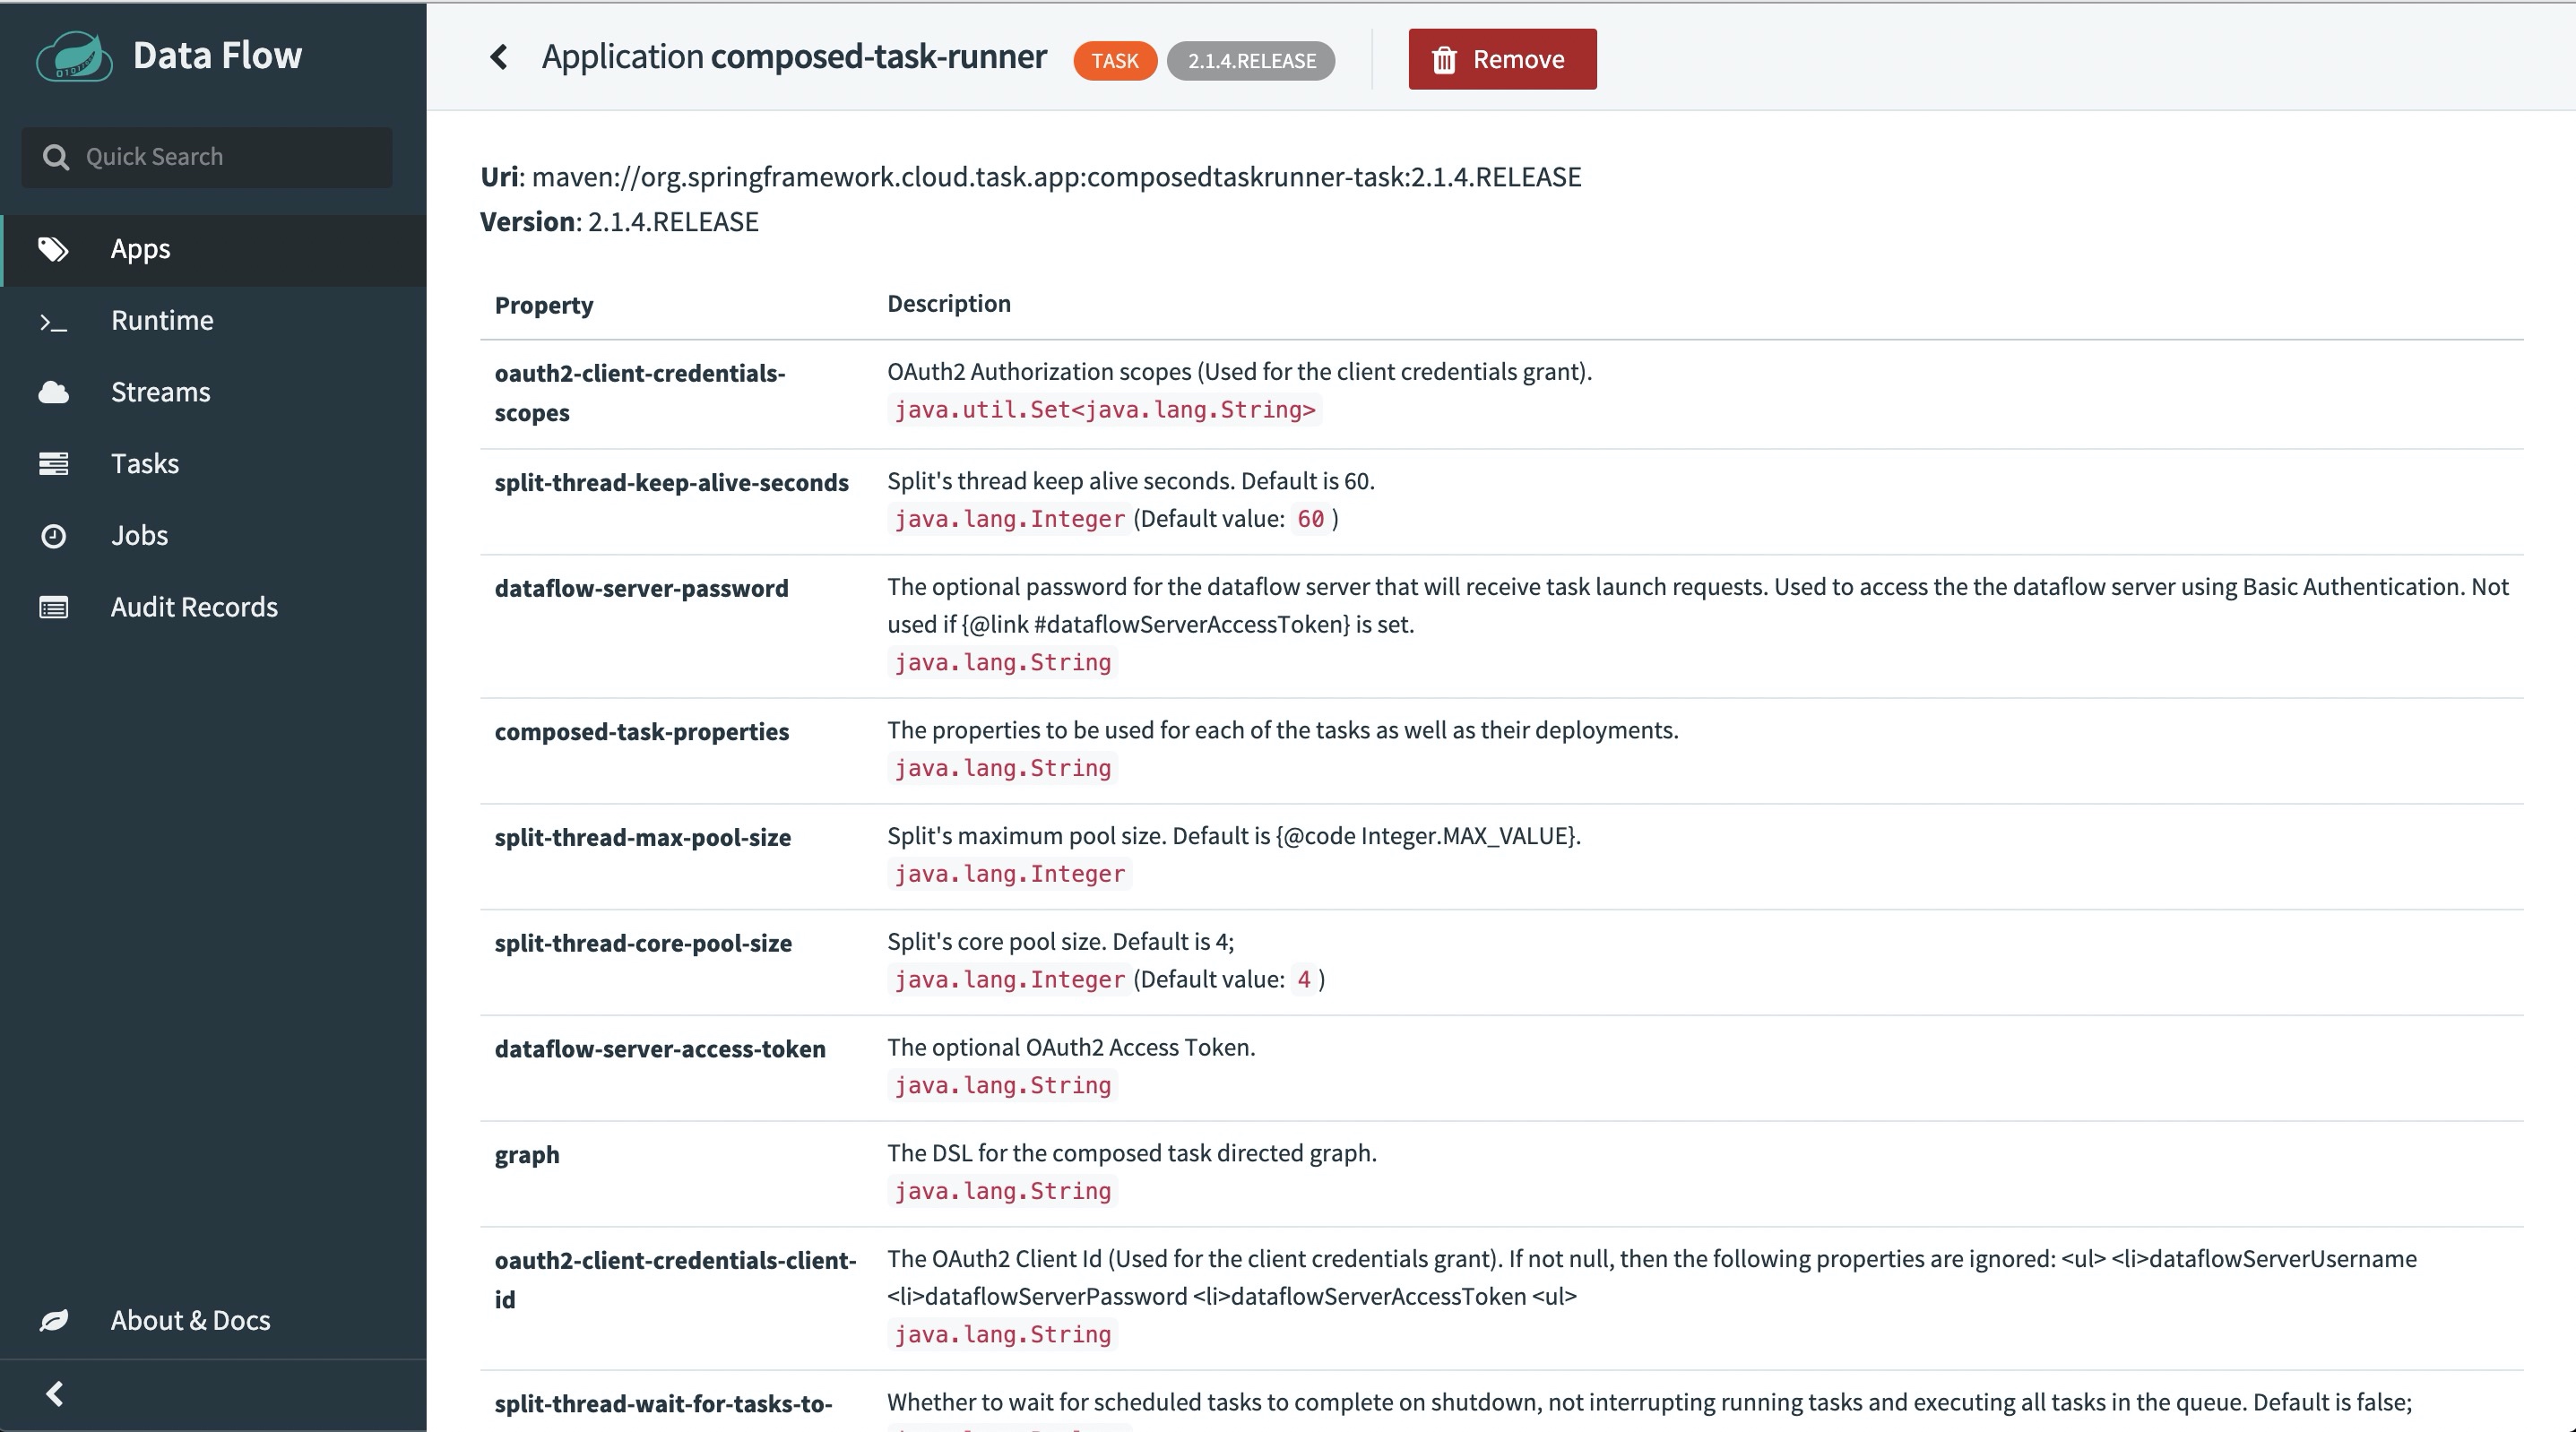 Data Flow
Quick Search
Apps
Runtime
Streams
Tasks
Jobs
Audit Records
About & Docs
Application composed-task-runner TASK 2.1.4.RELEASE Remove
Uri: maven://org.springframework.cloud.task.app:composedtaskrunner-task:2.1.4.RELEASE
Version: 2.1.4.RELEASE
Property Description
oauth2-client-credentials-
scopes
OAuth2 Authorization scopes (Used for the client credentials grant).
java.util.Set<java.lang.String>
split-thread-keep-alive-seconds
Split's thread keep alive seconds. Default is 60.
java.lang.Integer (Default value: 60 )
dataflow-server-password
The optional password for the dataflow server that will receive task launch requests. Used to access the the dataflow server using Basic Authentication. Not
used if {@link #dataflowServerAccessToken} is set.
java.lang.String
composed-task-properties
The properties to be used for each of the tasks as well as their deployments.
java.lang.String
split-thread-max-pool-size
Split's maximum pool size. Default is {@code Integer.MAX_VALUE}.
java.lang.Integer
split-thread-core-pool-size
Split's core pool size. Default is 4;
java.lang.Integer (Default value: 4 )
dataflow-server-access-token
The optional OAuth2 Access Token.
java.lang.String
graph
The DSL for the composed task directed graph.
java.lang.String
oauth2-client-credentials-client-
id
The OAuth2 Client Id (Used for the client credentials grant). If not null, then the following properties are ignored: <ul> <li>dataflowServerUsername
<li>dataflowServerPassword <li>dataflowServerAccessToken <ul>
java.lang.String
split-thread-wait-for-tasks-to-
Whether to wait for scheduled tasks to complete on shutdown, not interrupting running tasks and executing all tasks in the queue. Default is false;